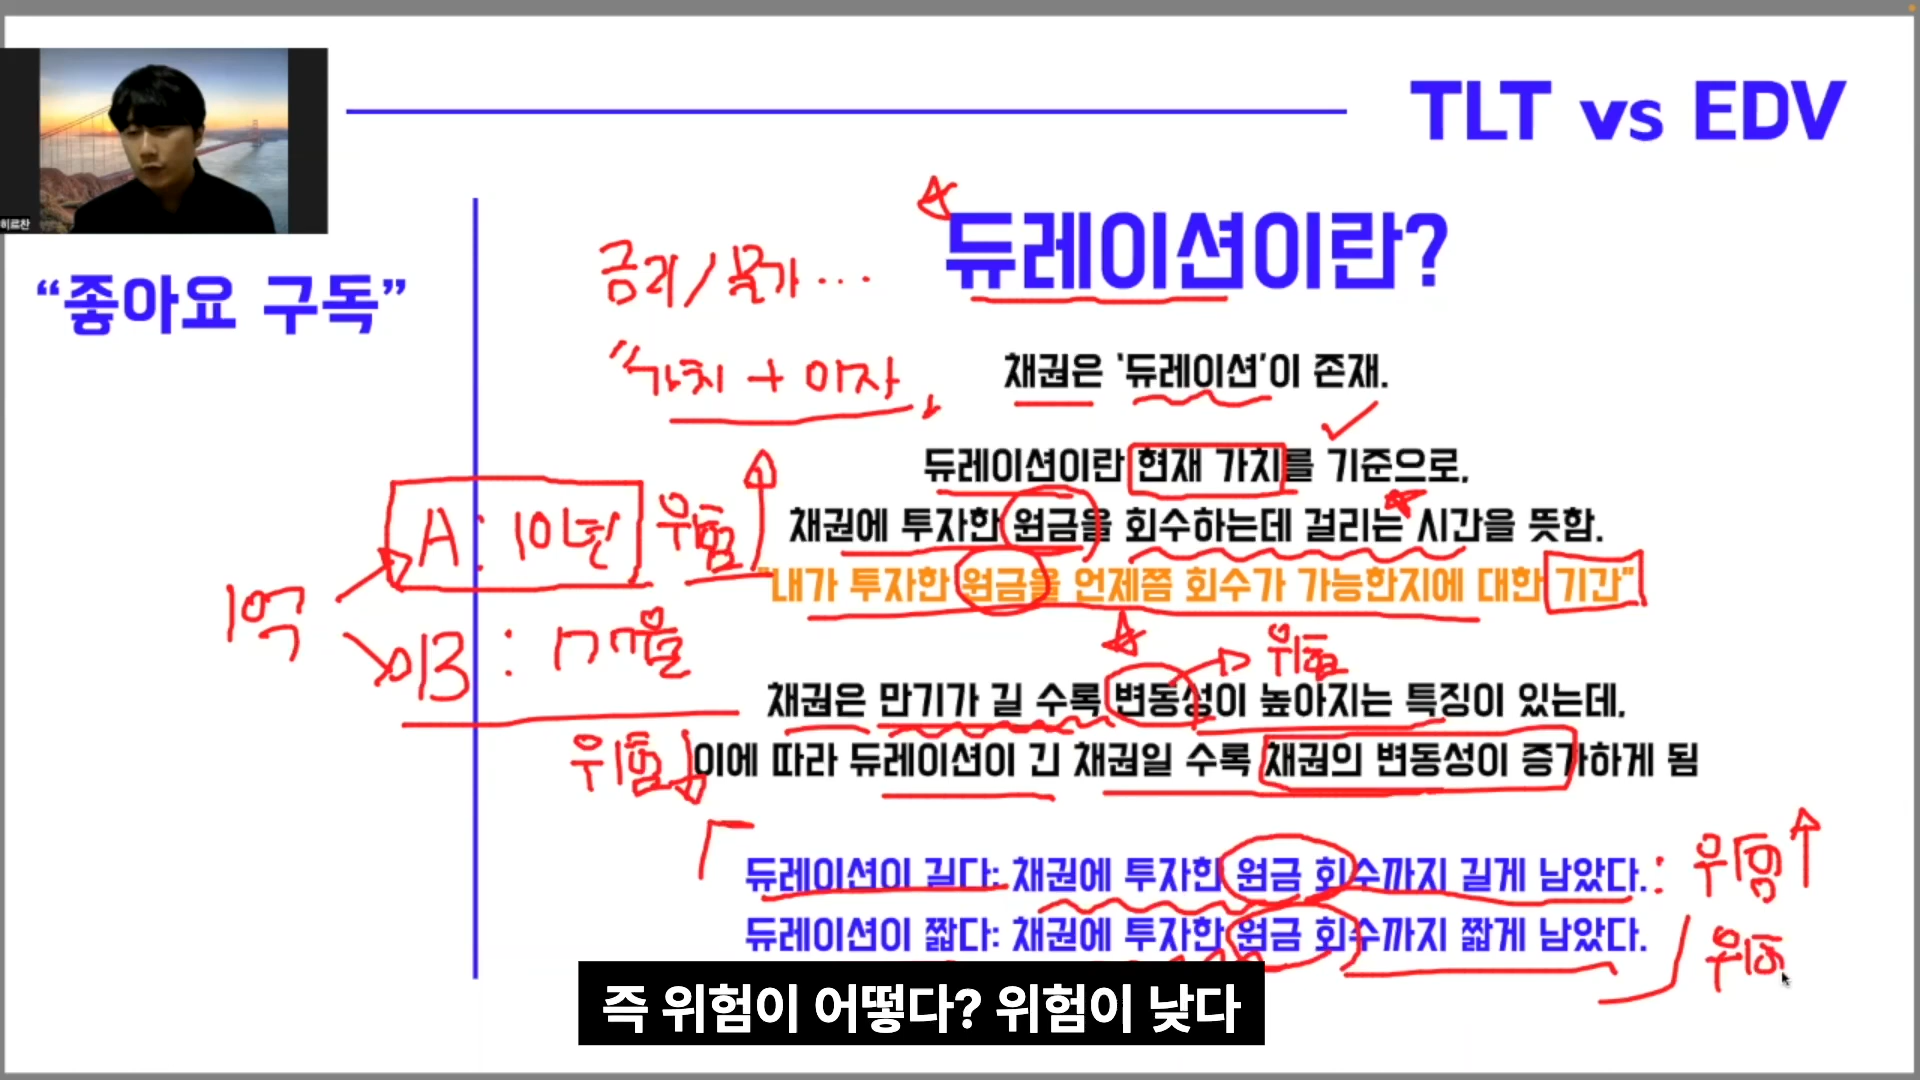 TLT vs EDV
히르찬
"좋아요 구독"
듀레이션이란?
금리/물가...
"가치 + 이자
채권은 '듀레이션'이 존재.
듀레이션이란 현재 가치를 기준으로,
채권에 투자한 원금을 회수하는데 걸리는 시간을 뜻함.
"내가 투자한 원금을 언제쯤 회수가 가능한지에 대한 기간"
A : 10년 위험
1억
B : 1개월
위험
채권은 만기가 길 수록 변동성이 높아지는 특징이 있는데,
위험
이에 따라 듀레이션이 긴 채권일 수록 채권의 변동성이 증가하게 됨
듀레이션이 길다: 채권에 투자한 원금 회수까지 길게 남았다. : 위험
듀레이션이 짧다: 채권에 투자한 원금 회수까지 짧게 남았다.
즉 위험이 어떻다? 위험이 낮다